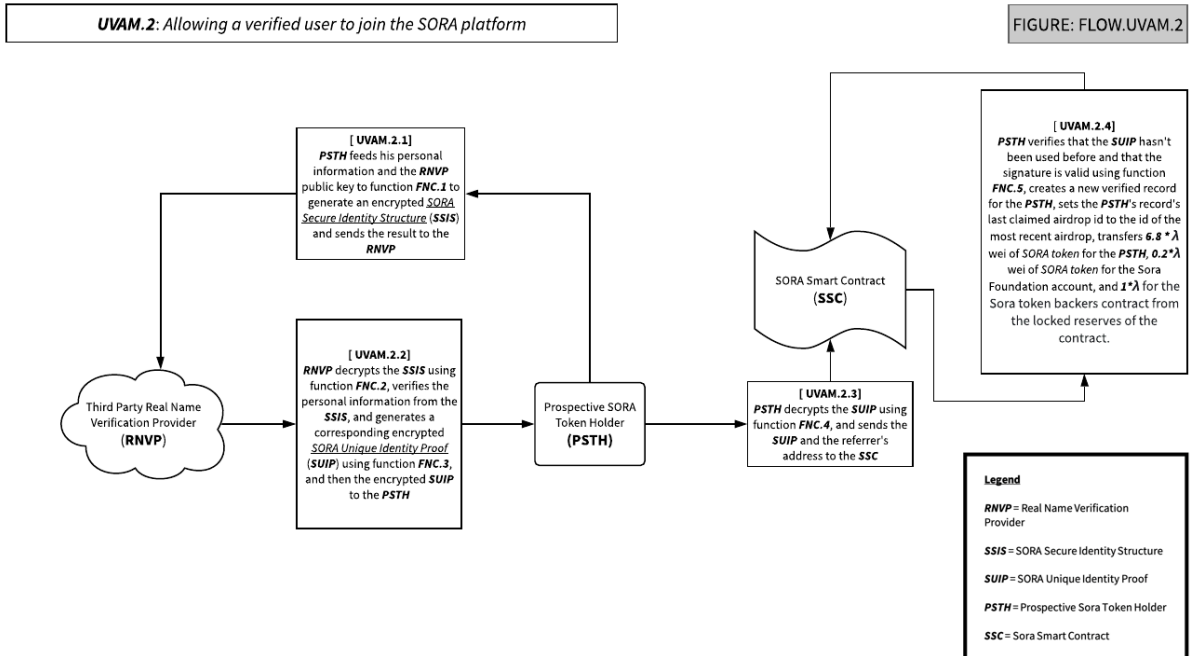 UVAM.2: Allowing a verified user to join the SORA platform
FIGURE: FLOW.UVAM.2
[ UVAM.2.1]
PSTH feeds his personal
information and the RNVP
public key to function FNC.1 to
generate an encrypted SORA
Secure Identity Structure (SSIS)
and sends the result to the
RNVP
[ UVAM.2.2]
RNVP decrypts the SSIS using
function FNC.2, verifies the
personal information from the
SSIS, and generates a
corresponding encrypted
SORA Unique Identity Proof
(SUIP) using function FNC.3,
and then the encrypted SUIP
to the PSTH
Third Party Real Name
Verification Provider
(RNVP)
Prospective SORA
Token Holder
(PSTH)
[ UVAM.2.3]
PSTH decrypts the SUIP using
function FNC.4, and sends the
SUIP and the referrer's
address to the SSC
SORA Smart Contract
(SSC)
[ UVAM.2.4]
PSTH verifies that the SUIP hasn't
been used before and that the
signature is valid using function
FNC.5, creates a new verified record
for the PSTH, sets the PSTH's record's
last claimed airdrop id to the id of the
most recent airdrop, transfers 6.8 * λ
wei of SORA token for the PSTH, 0.2*λ
wei of SORA token for the Sora
Foundation account, and 1*λ for the
Sora token backers contract from
the locked reserves of the
contract.
Legend
RNVP = Real Name Verification
Provider
SSIS = SORA Secure Identity Structure
SUIP = SORA Unique Identity Proof
PSTH = Prospective Sora Token Holder
SSC = Sora Smart Contract